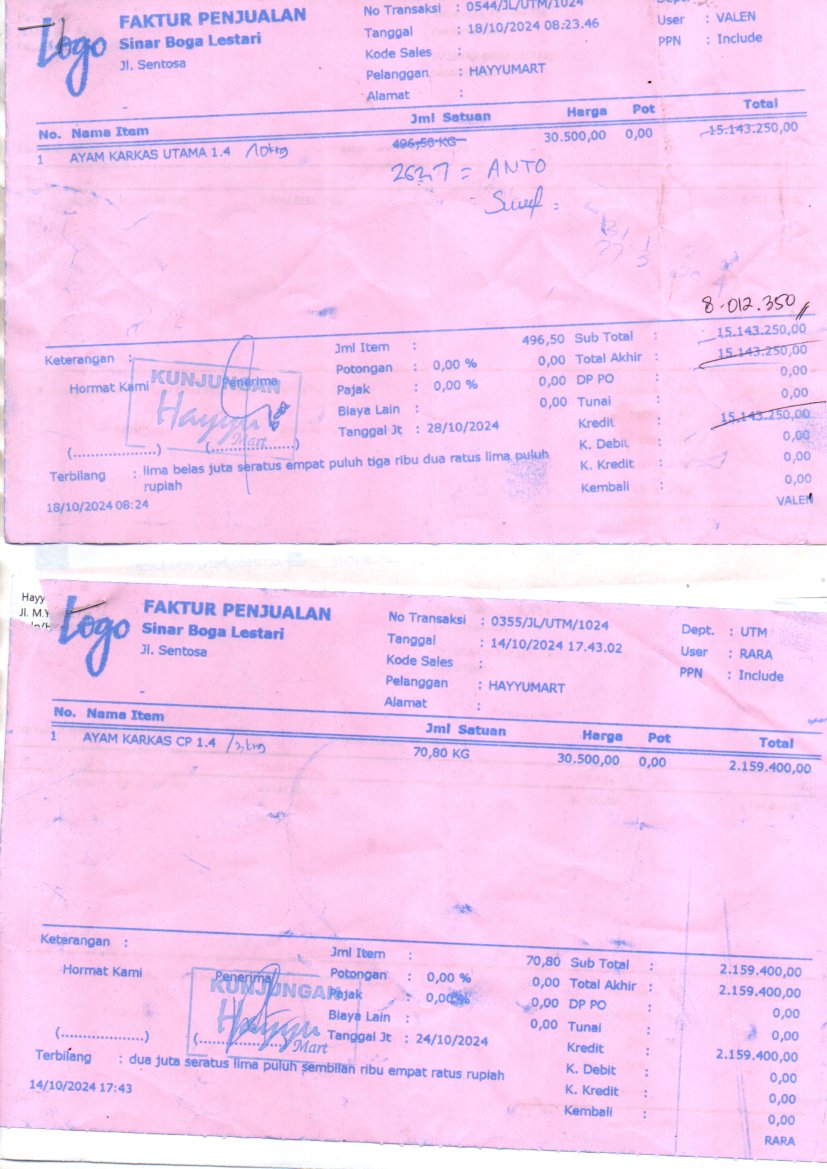 Logo
FAKTUR PENJUALAN
Sinar Boga Lestari
Jl. Sentosa
No Transaksi : 0544/JL/UTM/1024
Tanggal : 18/10/2024 08:23.46
Kode Sales :
Pelanggan : HAYYUMART
Alamat :
User : VALEN
PPN : Include
No. Nama Item Jml Satuan Harga Pot Total
1 AYAM KARKAS UTAMA 1.4 /10kg 496,50 KG 30.500,00 0,00 15.143.250,00
262,7 = ANTO
8.012.350
Keterangan :
Hormat Kami Penerima
KUNJUNGAN
Hayyu
Mart
(.....................) (.....................)
Jml Item : 496,50
Potongan : 0,00 % 0,00
Pajak : 0,00 % 0,00
Biaya Lain : 0,00
Tanggal Jt : 28/10/2024
Sub Total : 15.143.250,00
Total Akhir : 15.143.250,00
DP PO : 0,00
Tunai : 0,00
Kredit : 15.143.250,00
K. Debit : 0,00
K. Kredit : 0,00
Kembali : 0,00
Terbilang : lima belas juta seratus empat puluh tiga ribu dua ratus lima puluh
rupiah
18/10/2024 08:24
VALEN
Hayy
Jl. M.Y
Logo
FAKTUR PENJUALAN
Sinar Boga Lestari
Jl. Sentosa
-
No Transaksi : 0355/JL/UTM/1024
Tanggal : 14/10/2024 17.43.02
Kode Sales :
Pelanggan : HAYYUMART
Alamat :
Dept. : UTM
User : RARA
PPN : Include
No. Nama Item Jml Satuan Harga Pot Total
1 AYAM KARKAS CP 1.4 70,80 KG 30.500,00 0,00 2.159.400,00
Keterangan :
Hormat Kami Penerima
KUNJUNGAN
Hayyu
Mart
(.....................) (.....................
Jml Item : 70,80
Potongan : 0,00 % 0,00
Pajak : 0,00% 0,00
Biaya Lain : 0,00
Tanggal Jt : 24/10/2024
Sub Total : 2.159.400,00
Total Akhir : 2.159.400,00
DP PO : 0,00
Tunai : 0,00
Kredit : 2.159.400,00
K. Debit : 0,00
K. Kredit : 0,00
Kembali : 0,00
Terbilang : dua juta seratus lima puluh sembilan ribu empat ratus rupiah
14/10/2024 17:43
RARA